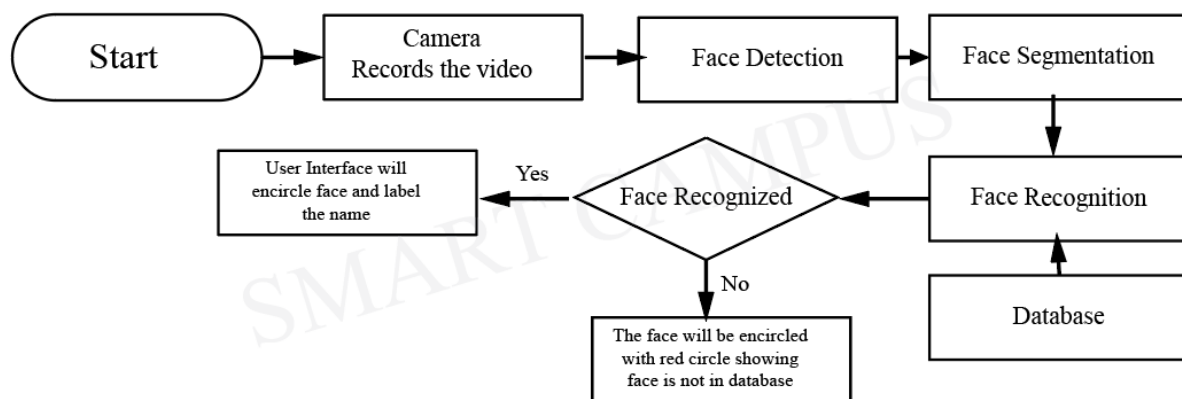 Start
Camera
Records the video
Face Detection
Face Segmentation
User Interface will
encircle face and label
the name
Yes
Face Recognized
Face Recognition
No
The face will be encircled
with red circle showing
face is not in database
Database
SMART CAMPUS